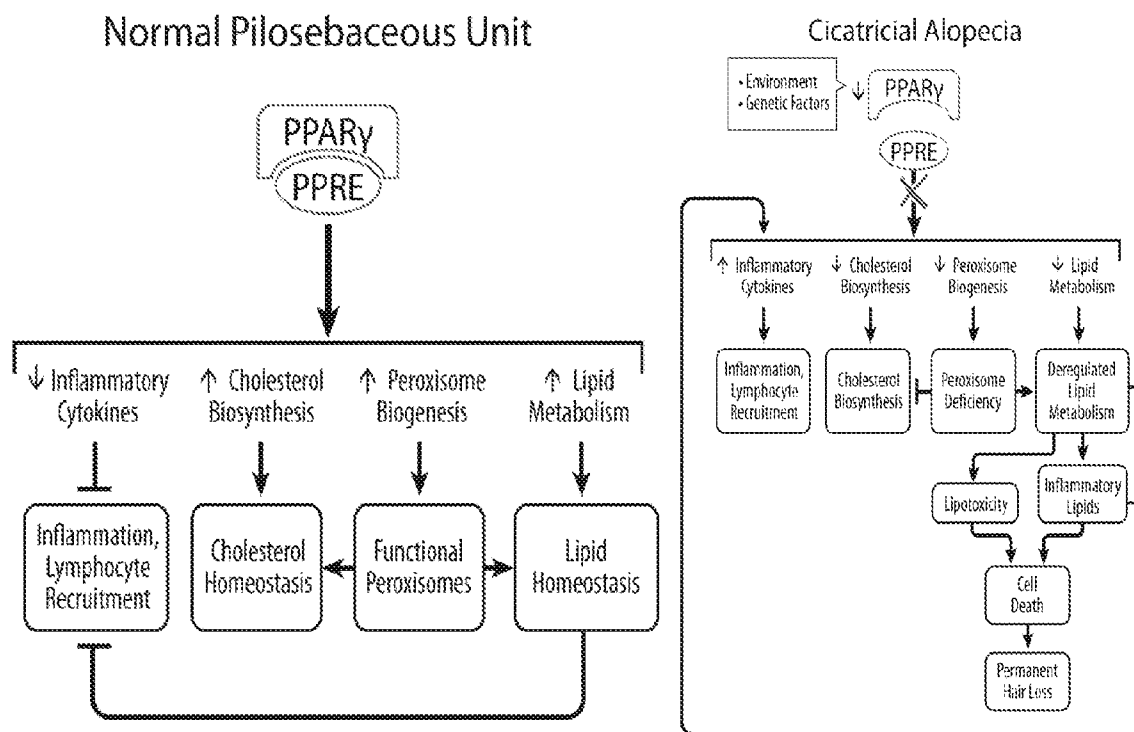 Normal Pilosebaceous Unit
PPARγ
PPRE
↓ Inflammatory
Cytokines
↑ Cholesterol
Biosynthesis
↑ Peroxisome
Biogenesis
↑ Lipid
Metabolism
Inflammation,
Lymphocyte
Recruitment
Cholesterol
Homeostasis
Functional
Peroxisomes
Lipid
Homeostasis
Cicatricial Alopecia
• Environment
• Genetic Factors
↓ PPARγ
PPRE
↑ Inflammatory
Cytokines
↓ Cholesterol
Biosynthesis
↓ Peroxisome
Biogenesis
↓ Lipid
Metabolism
Inflammation,
Lymphocyte
Recruitment
Cholesterol
Biosynthesis
Peroxisome
Deficiency
Deregulated
Lipid
Metabolism
Lipotoxicity
Inflammatory
Lipids
Cell
Death
Permanent
Hair Loss